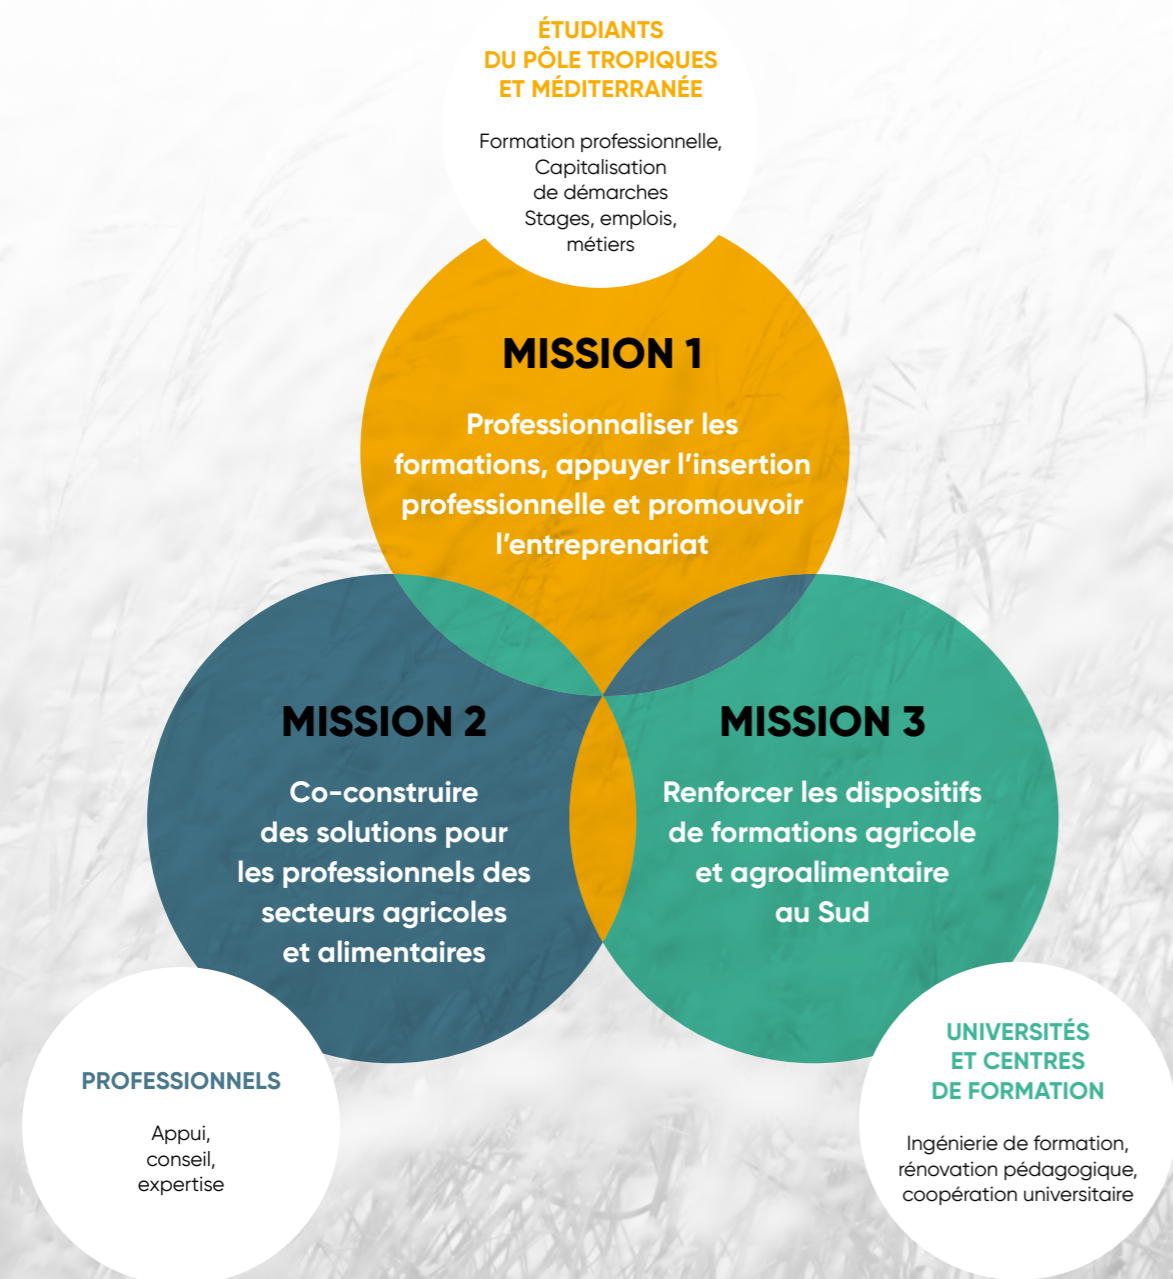 ÉTUDIANTS
DU PÔLE TROPIQUES
ET MÉDITERRANÉE
Formation professionnelle,
Capitalisation
de démarches
Stages, emplois,
métiers
MISSION 1
Professionnaliser les
formations, appuyer l'insertion
professionnelle et promouvoir
l'entreprenariat
MISSION 2
Co-construire
des solutions pour
les professionnels des
secteurs agricoles
et alimentaires
MISSION 3
Renforcer les dispositifs
de formations agricole
et agroalimentaire
au Sud
PROFESSIONNELS
Appui,
conseil,
expertise
UNIVERSITÉS
ET CENTRES
DE FORMATION
Ingénierie de formation,
rénovation pédagogique,
coopération universitaire